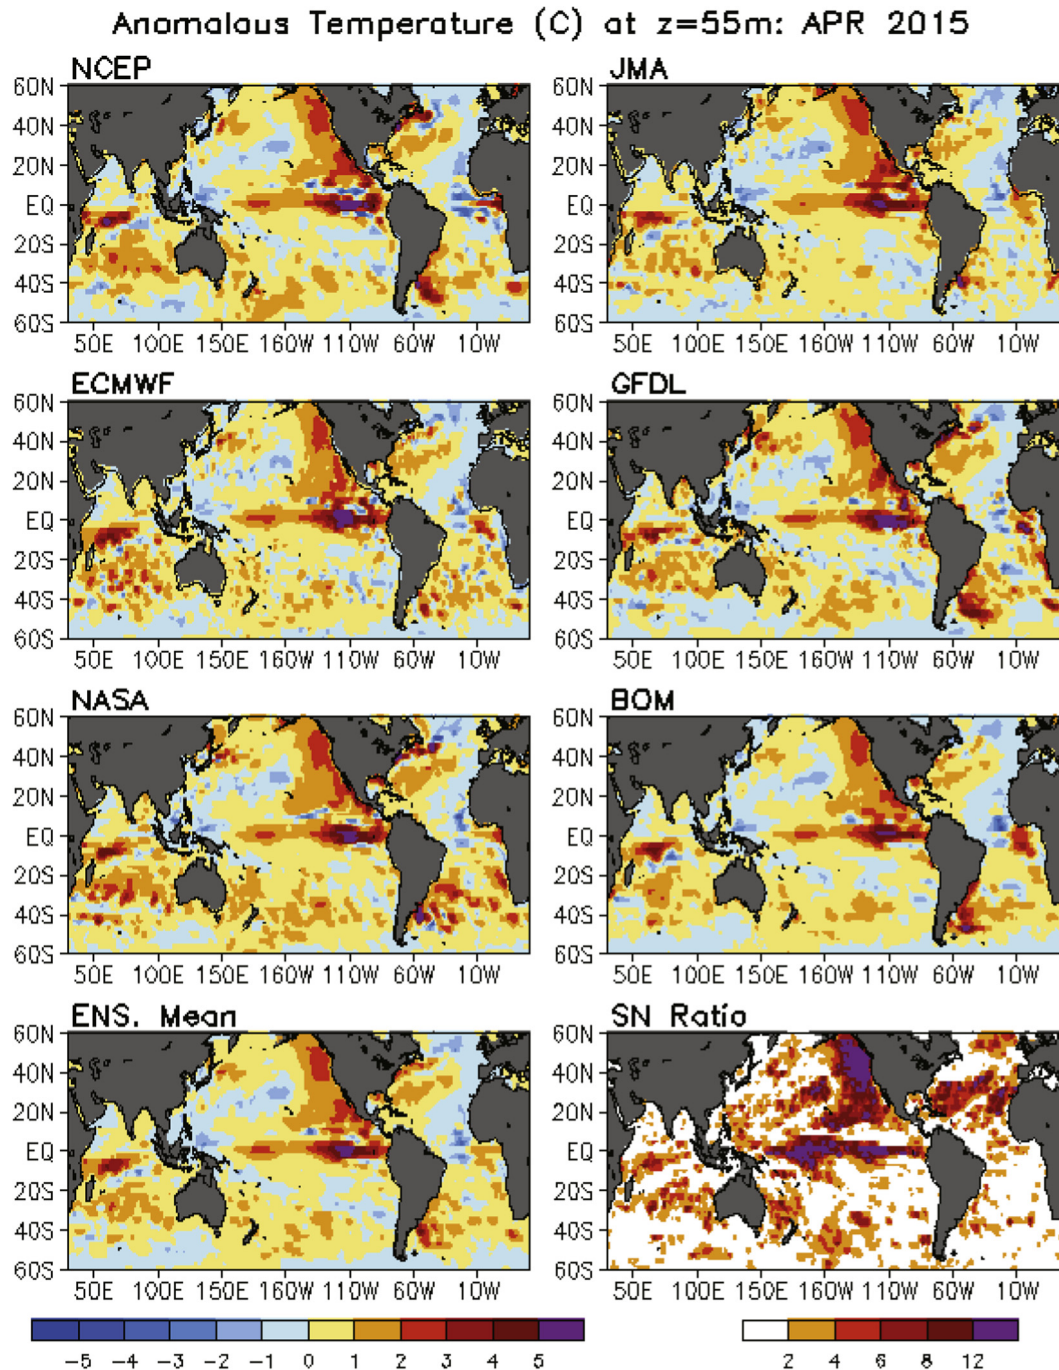 Anomalous Temperature (C) at z=55m: APR 2015
NCEP
60N
40N
20N
EQ
20S
40S
60S
50E 100E 150E 160W 110W 60W 10W
JMA
60N
40N
20N
EQ
20S
40S
60S
50E 100E 150E 160W 110W 60W 10W
ECMWF
60N
40N
20N
EQ
20S
40S
60S
50E 100E 150E 160W 110W 60W 10W
GFDL
60N
40N
20N
EQ
20S
40S
60S
50E 100E 150E 160W 110W 60W 10W
NASA
60N
40N
20N
EQ
20S
40S
60S
50E 100E 150E 160W 110W 60W 10W
BOM
60N
40N
20N
EQ
20S
40S
60S
50E 100E 150E 160W 110W 60W 10W
ENS. Mean
60N
40N
20N
EQ
20S
40S
60S
50E 100E 150E 160W 110W 60W 10W
SN Ratio
60N
40N
20N
EQ
20S
40S
60S
50E 100E 150E 160W 110W 60W 10W
-5 -4 -3 -2 -1 0 1 2 3 4 5
2 4 6 8 12